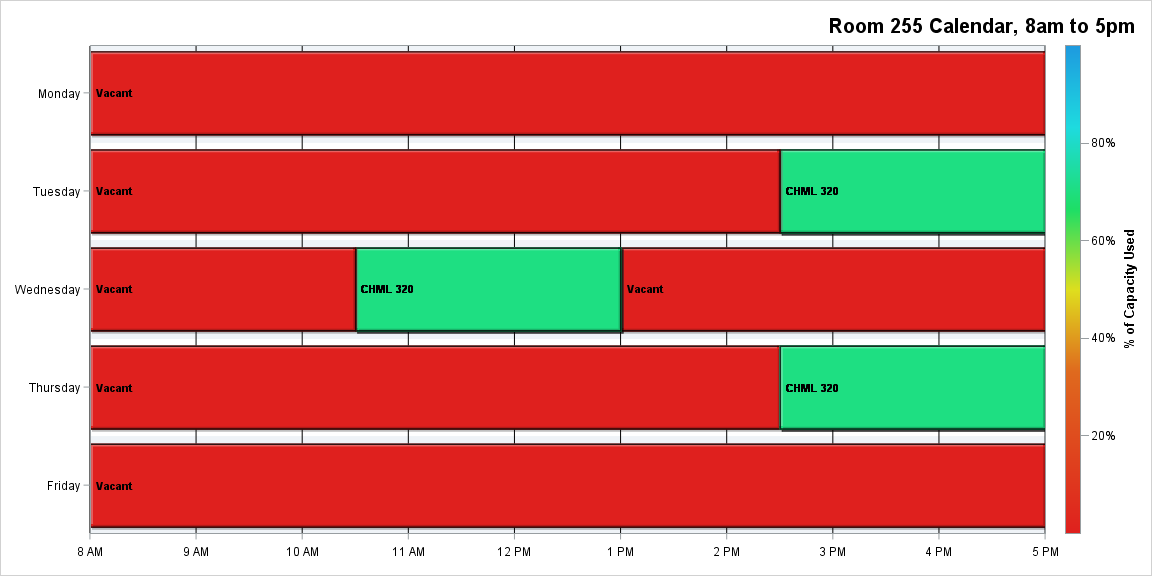 Room 255 Calendar, 8am to 5pm
Monday
Vacant
Tuesday
Vacant
CHML 320
Wednesday
Vacant
CHML 320
Vacant
Thursday
Vacant
CHML 320
Friday
Vacant
8 AM 9 AM 10 AM 11 AM 12 PM 1 PM 2 PM 3 PM 4 PM 5 PM
80%
60%
40%
20%
% of Capacity Used